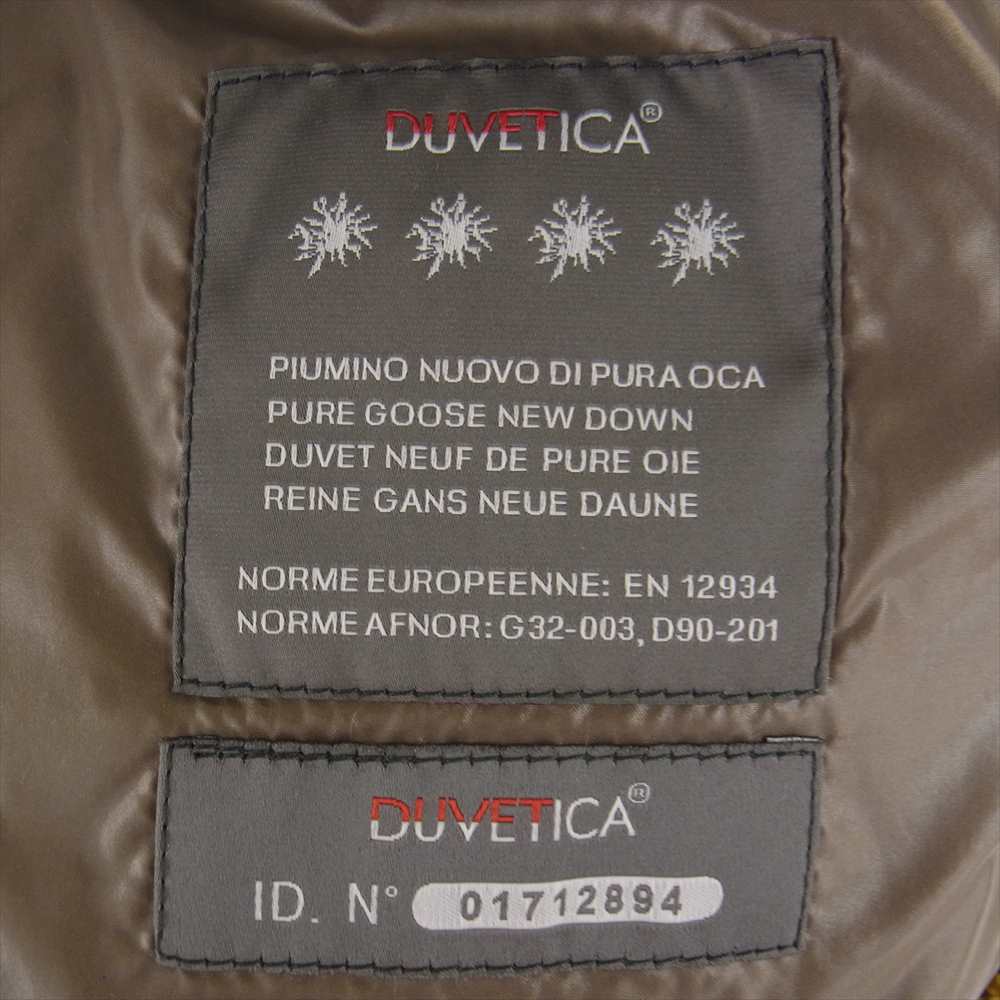 DUVETICA®
PIUMINO NUOVO DI PURA OCA
PURE GOOSE NEW DOWN
DUVET NEUF DE PURE OIE
REINE GANS NEUE DAUNE
NORME EUROPEENNE: EN 12934
NORME AFNOR: G32-003, D90-201
DUVETICA®
ID. N° 01712894